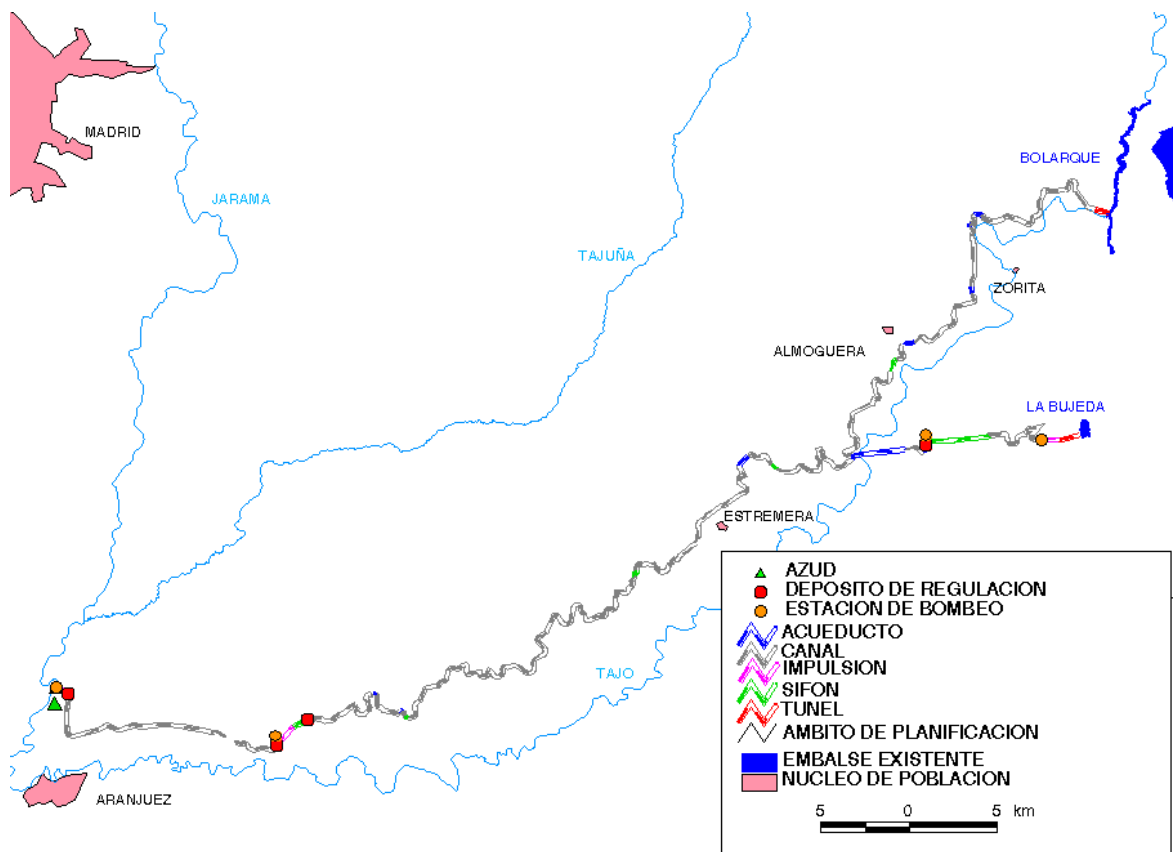 MADRID
BOLARQUE
JARAMA
TAJUÑA
ZORITA
ALMOGUERA
LA BUJEDA
ESTREMERA
TAJO
ARANJUEZ
AZUD
DEPOSITO DE REGULACION
ESTACION DE BOMBEO
ACUEDUCTO
CANAL
IMPULSION
SIFON
TUNEL
AMBITO DE PLANIFICACION
EMBALSE EXISTENTE
NUCLEO DE POBLACION
5 0 5 km